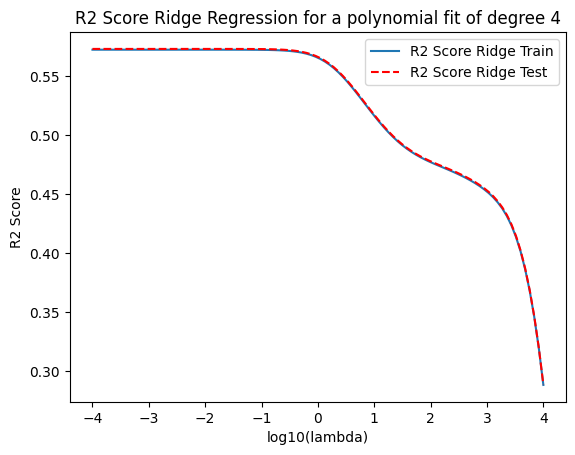 R2 Score Ridge Regression for a polynomial fit of degree 4
R2 Score Ridge Train
R2 Score Ridge Test
R2 Score
0.55
0.50
0.45
0.40
0.35
0.30
−4 −3 −2 −1 0 1 2 3 4
log10(lambda)